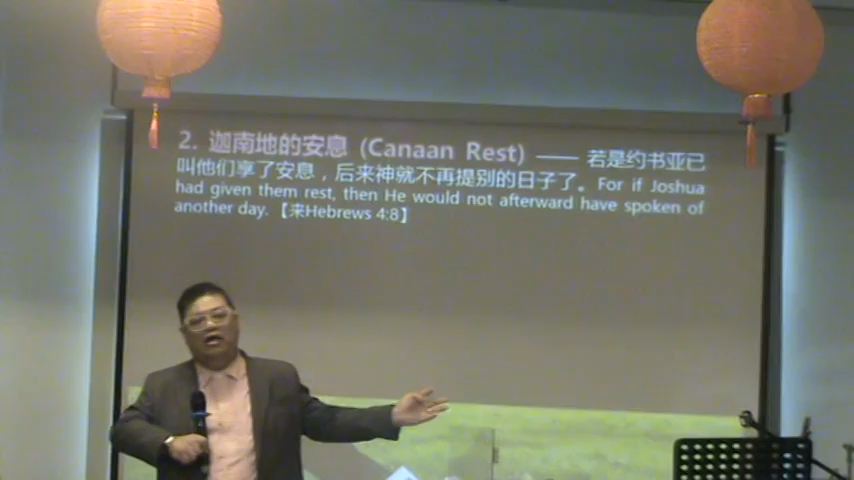 2. 迦南地的安息 (Canaan Rest) —— 若是约书亚已
叫他们享了安息，后来神就不再提别的日子了。For if Joshua
had given them rest, then He would not afterward have spoken of
another day.【来Hebrews 4:8】